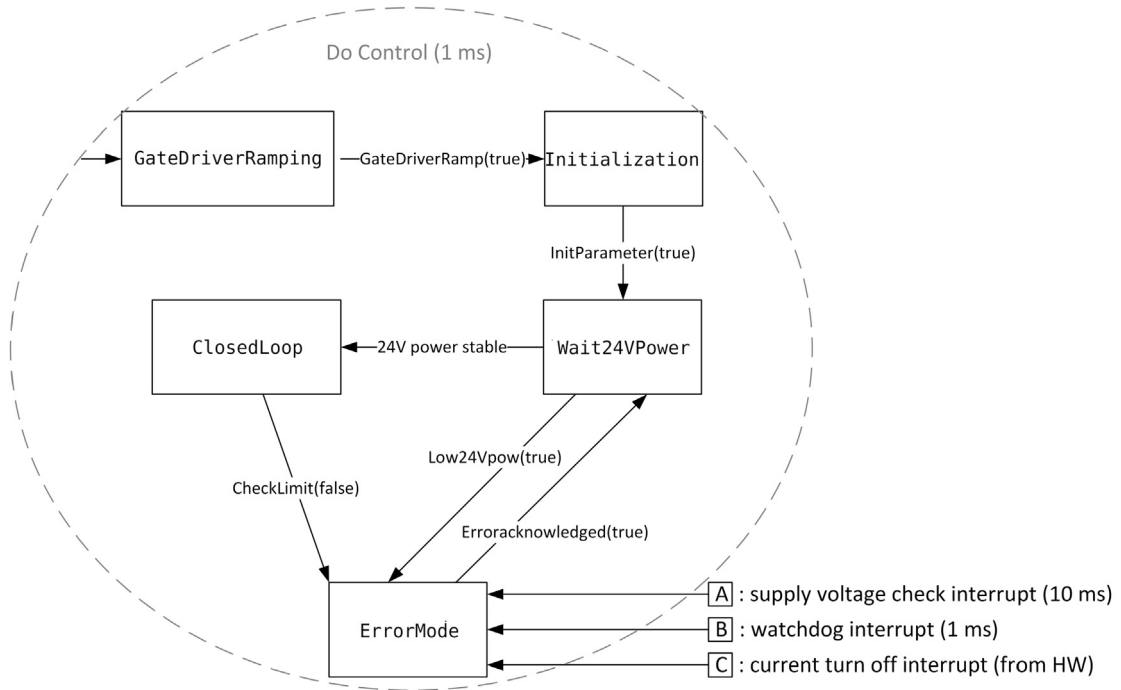 Do Control (1 ms)
GateDriverRamping
GateDriverRamp(true)
Initialization
InitParameter(true)
ClosedLoop
24V power stable
Wait24VPower
Low24Vpow(true)
CheckLimit(false)
Erroracknowledged(true)
ErrorMode
A : supply voltage check interrupt (10 ms)
B : watchdog interrupt (1 ms)
C : current turn off interrupt (from HW)